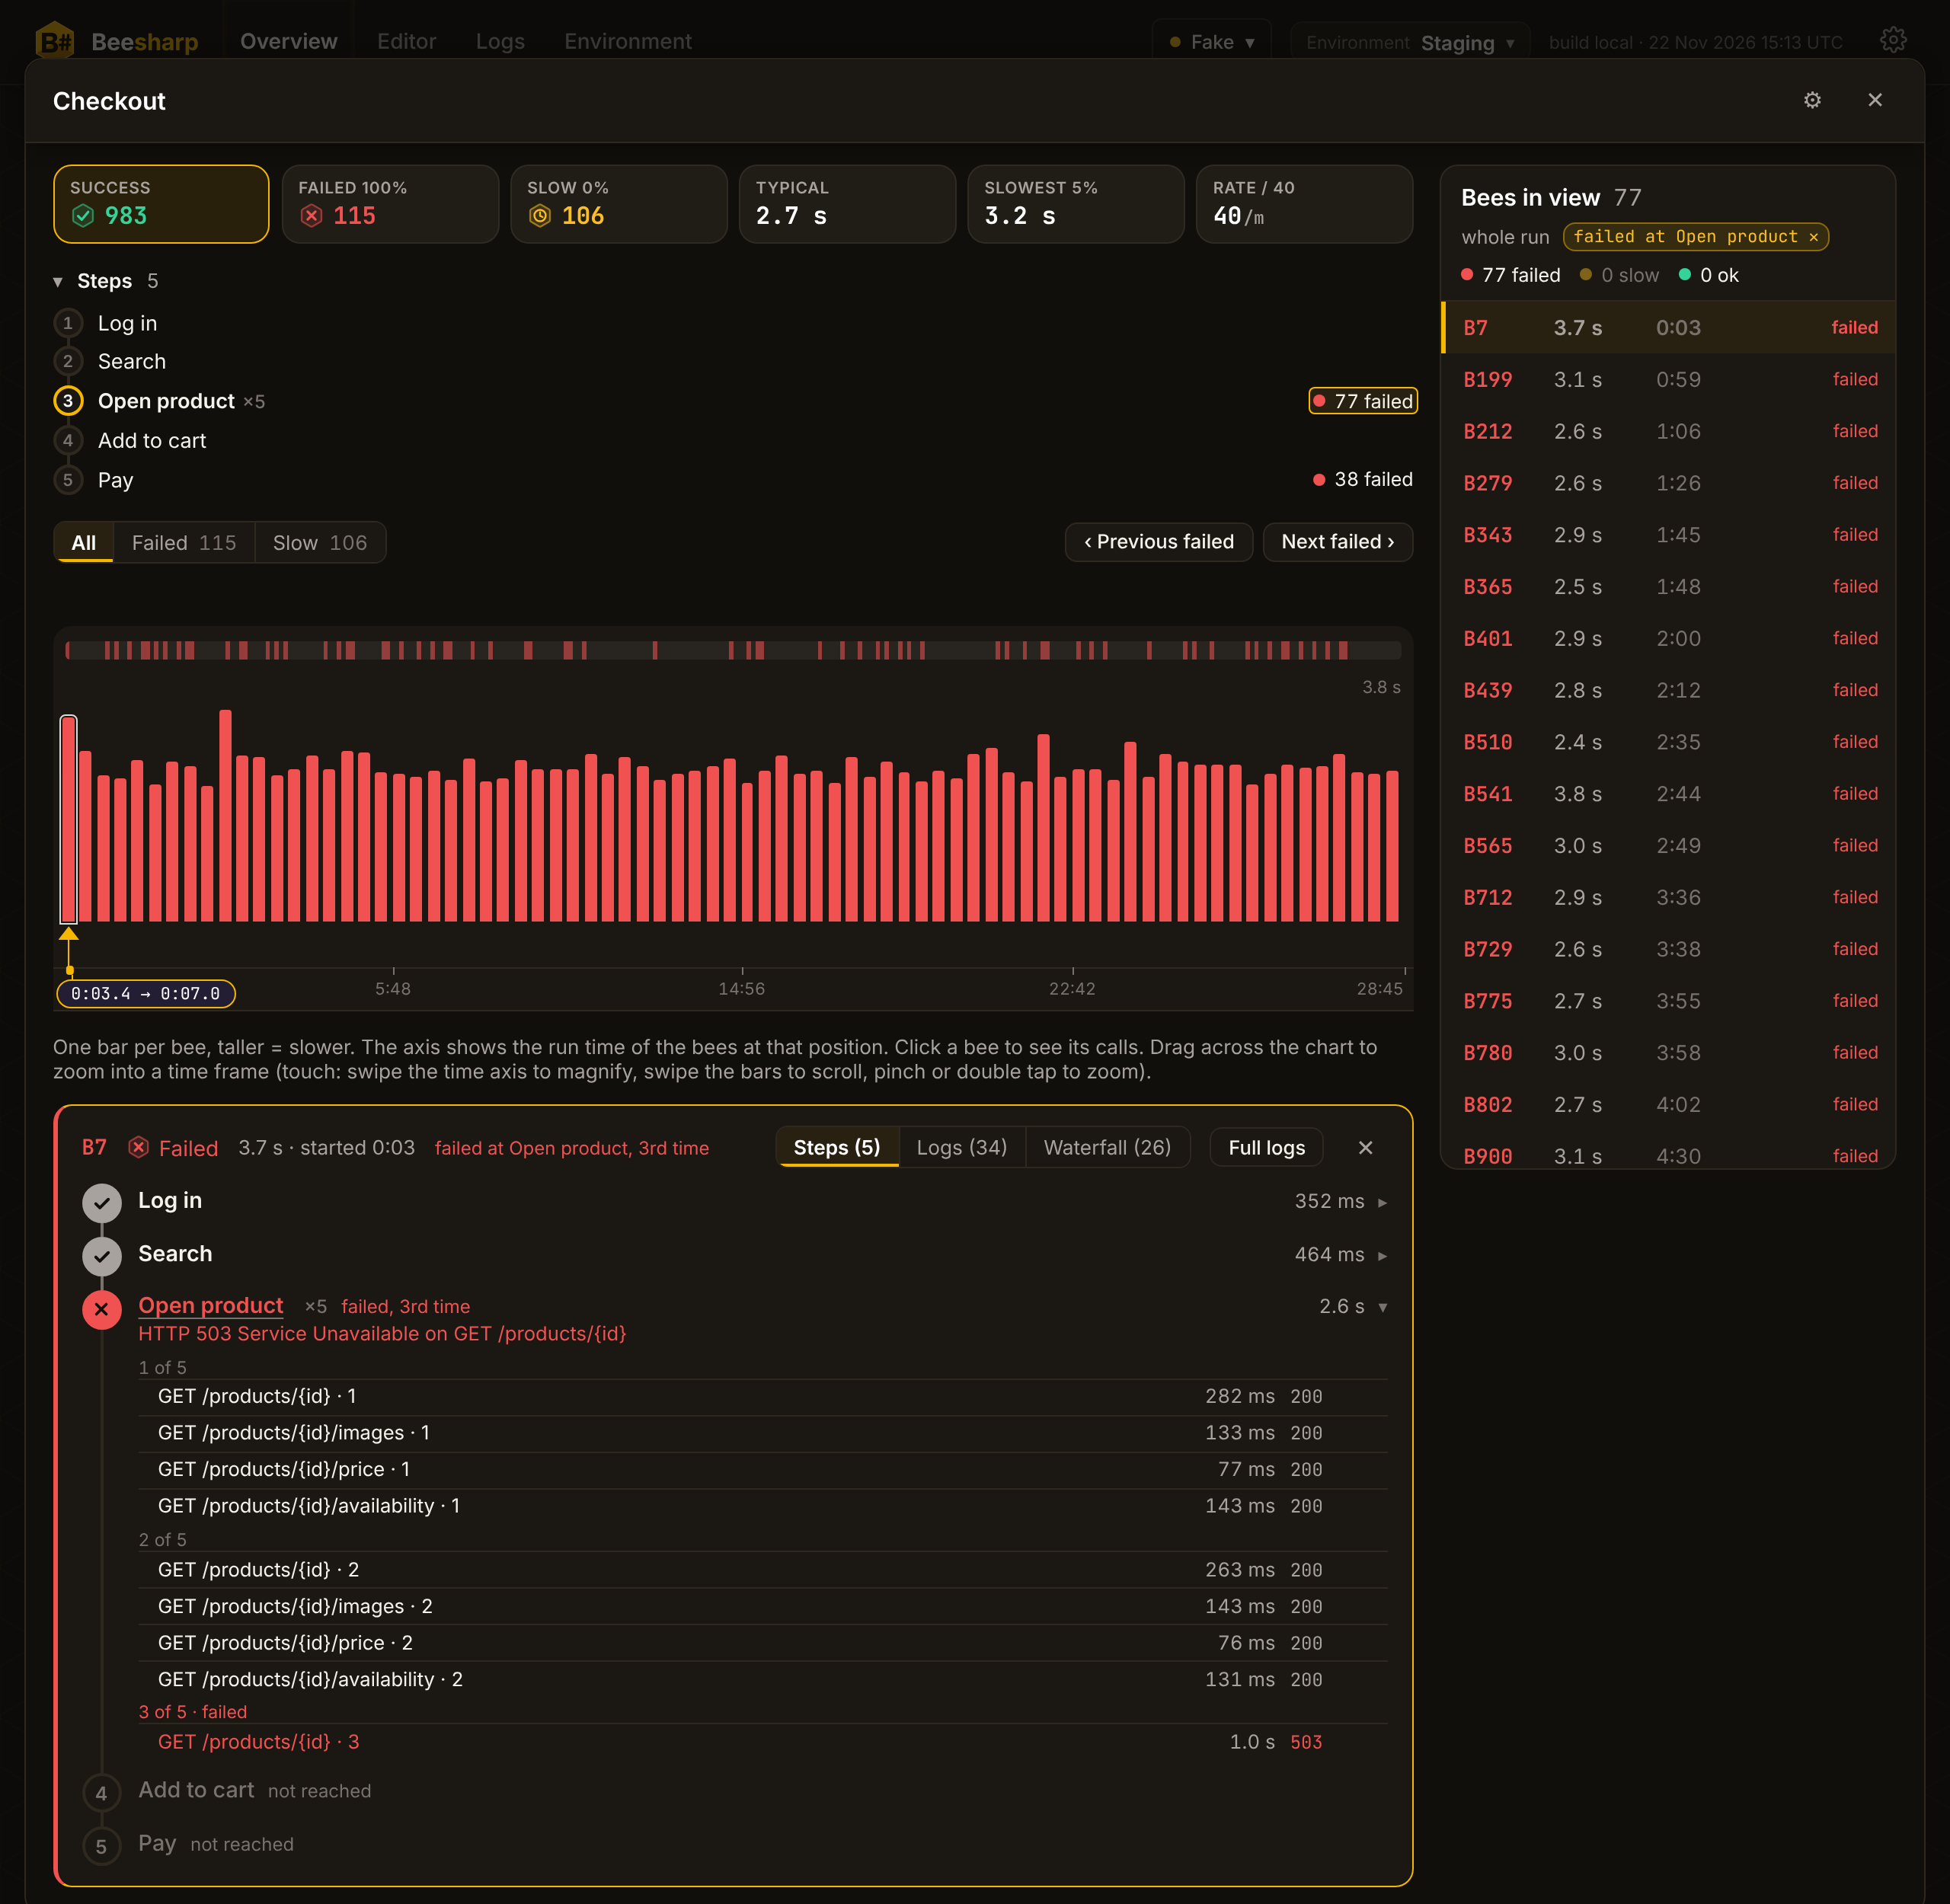 B# Beesharp Overview Editor Logs Environment Fake ▾ Environment Staging ▾ build local · 22 Nov 2026 15:13 UTC
Checkout
SUCCESS
983
FAILED 100%
115
SLOW 0%
106
TYPICAL
2.7 s
SLOWEST 5%
3.2 s
RATE / 40
40/m
▾ Steps 5
1 Log in
2 Search
3 Open product ×5 77 failed
4 Add to cart
5 Pay 38 failed
All Failed 115 Slow 106 ‹ Previous failed Next failed ›
3.8 s
0:03.4 → 0:07.0 5:48 14:56 22:42 28:45
One bar per bee, taller = slower. The axis shows the run time of the bees at that position. Click a bee to see its calls. Drag across the chart to
zoom into a time frame (touch: swipe the time axis to magnify, swipe the bars to scroll, pinch or double tap to zoom).
B7 Failed 3.7 s · started 0:03 failed at Open product, 3rd time Steps (5) Logs (34) Waterfall (26) Full logs ✕
Log in 352 ms ▸
Search 464 ms ▸
Open product ×5 failed, 3rd time 2.6 s ▾
HTTP 503 Service Unavailable on GET /products/{id}
1 of 5
GET /products/{id} · 1 282 ms 200
GET /products/{id}/images · 1 133 ms 200
GET /products/{id}/price · 1 77 ms 200
GET /products/{id}/availability · 1 143 ms 200
2 of 5
GET /products/{id} · 2 263 ms 200
GET /products/{id}/images · 2 143 ms 200
GET /products/{id}/price · 2 76 ms 200
GET /products/{id}/availability · 2 131 ms 200
3 of 5 · failed
GET /products/{id} · 3 1.0 s 503
4 Add to cart not reached
5 Pay not reached
Bees in view 77
whole run failed at Open product ×
77 failed 0 slow 0 ok
B7 3.7 s 0:03 failed
B199 3.1 s 0:59 failed
B212 2.6 s 1:06 failed
B279 2.6 s 1:26 failed
B343 2.9 s 1:45 failed
B365 2.5 s 1:48 failed
B401 2.9 s 2:00 failed
B439 2.8 s 2:12 failed
B510 2.4 s 2:35 failed
B541 3.8 s 2:44 failed
B565 3.0 s 2:49 failed
B712 2.9 s 3:36 failed
B729 2.6 s 3:38 failed
B775 2.7 s 3:55 failed
B780 3.0 s 3:58 failed
B802 2.7 s 4:02 failed
B900 3.1 s 4:30 failed